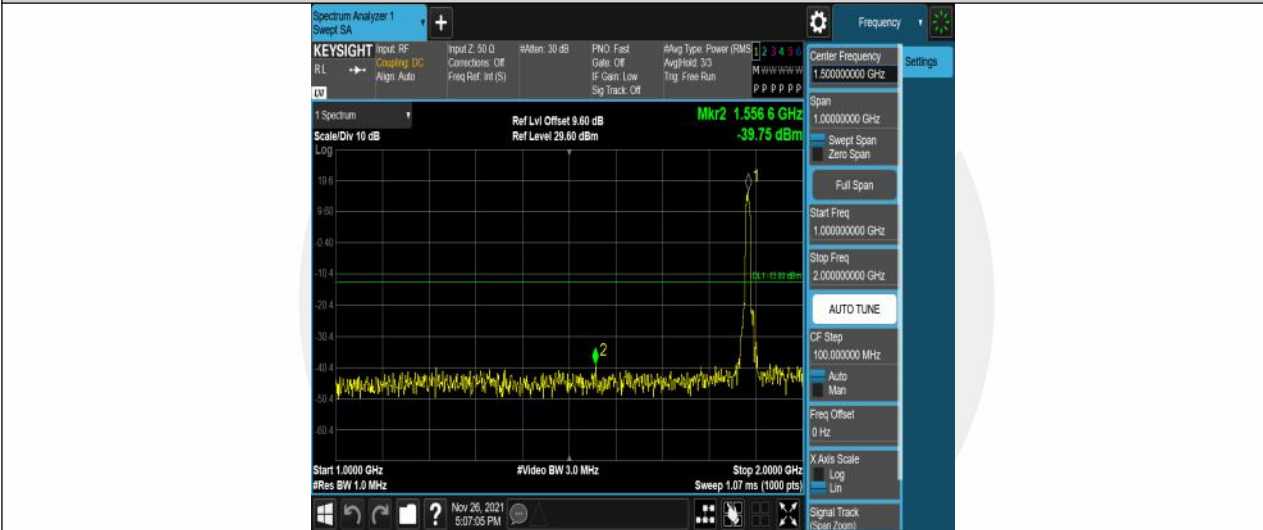 Spectrum Analyzer 1
Swept SA
+
Frequency
KEYSIGHT
Input: RF
Coupling: DC
Align: Auto
RL
LV
Input Z: 50 Ω
Corrections: Off
Freq Ref: Int (S)
#Atten: 30 dB
PNO: Fast
Gate: Off
IF Gain: Low
Sig Track: Off
#Avg Type: Power (RMS
Avg|Hold: 3/3
Trig: Free Run
1 2 3 4 5 6
M W W W W W
P P P P P P
1 Spectrum
Scale/Div 10 dB
Log
Ref Lvl Offset 9.60 dB
Ref Level 29.60 dBm
Mkr2 1.556 6 GHz
-39.75 dBm
19.6
9.60
-0.40
-10.4
-20.4
-30.4
-40.4
-50.4
-60.4
1
2
Start 1.0000 GHz
#Res BW 1.0 MHz
#Video BW 3.0 MHz
Stop 2.0000 GHz
Sweep 1.07 ms (1000 pts)
Nov 26, 2021
5:07:05 PM
?
Center Frequency
1.500000000 GHz
Settings
Span
1.00000000 GHz
Swept Span
Zero Span
Full Span
Start Freq
1.000000000 GHz
Stop Freq
2.000000000 GHz
AUTO TUNE
CF Step
100.000000 MHz
Auto
Man
Freq Offset
0 Hz
X Axis Scale
Log
Lin
Signal Track
(Span Zoom)